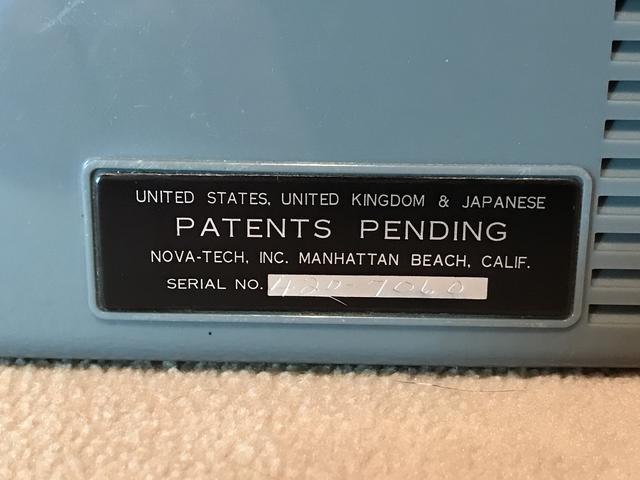 UNITED STATES, UNITED KINGDOM & JAPANESE
PATENTS PENDING
NOVA-TECH, INC. MANHATTAN BEACH, CALIF.
SERIAL NO.